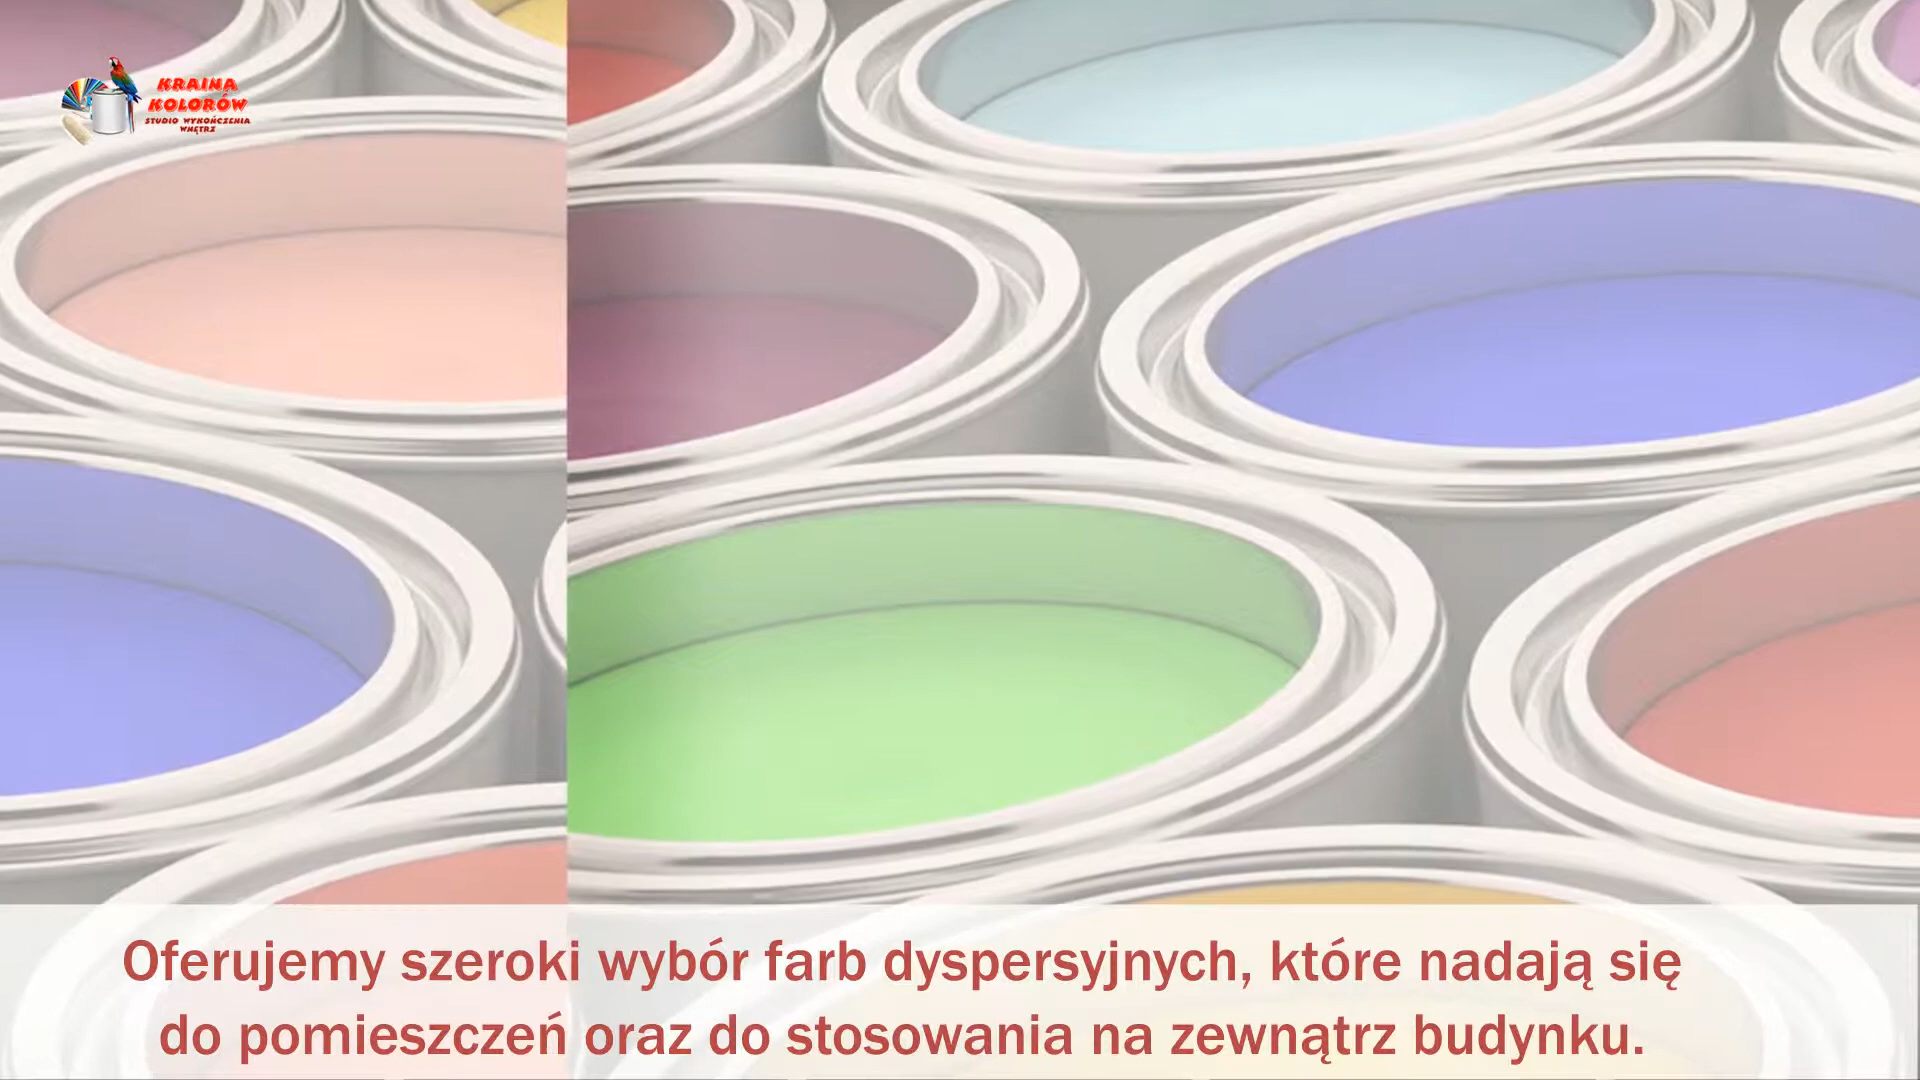 KRAINA
KOLORÓW
STUDIO WYKOŃCZENIA
WNĘTRZ
Oferujemy szeroki wybór farb dyspersyjnych, które nadają się
do pomieszczeń oraz do stosowania na zewnątrz budynku.